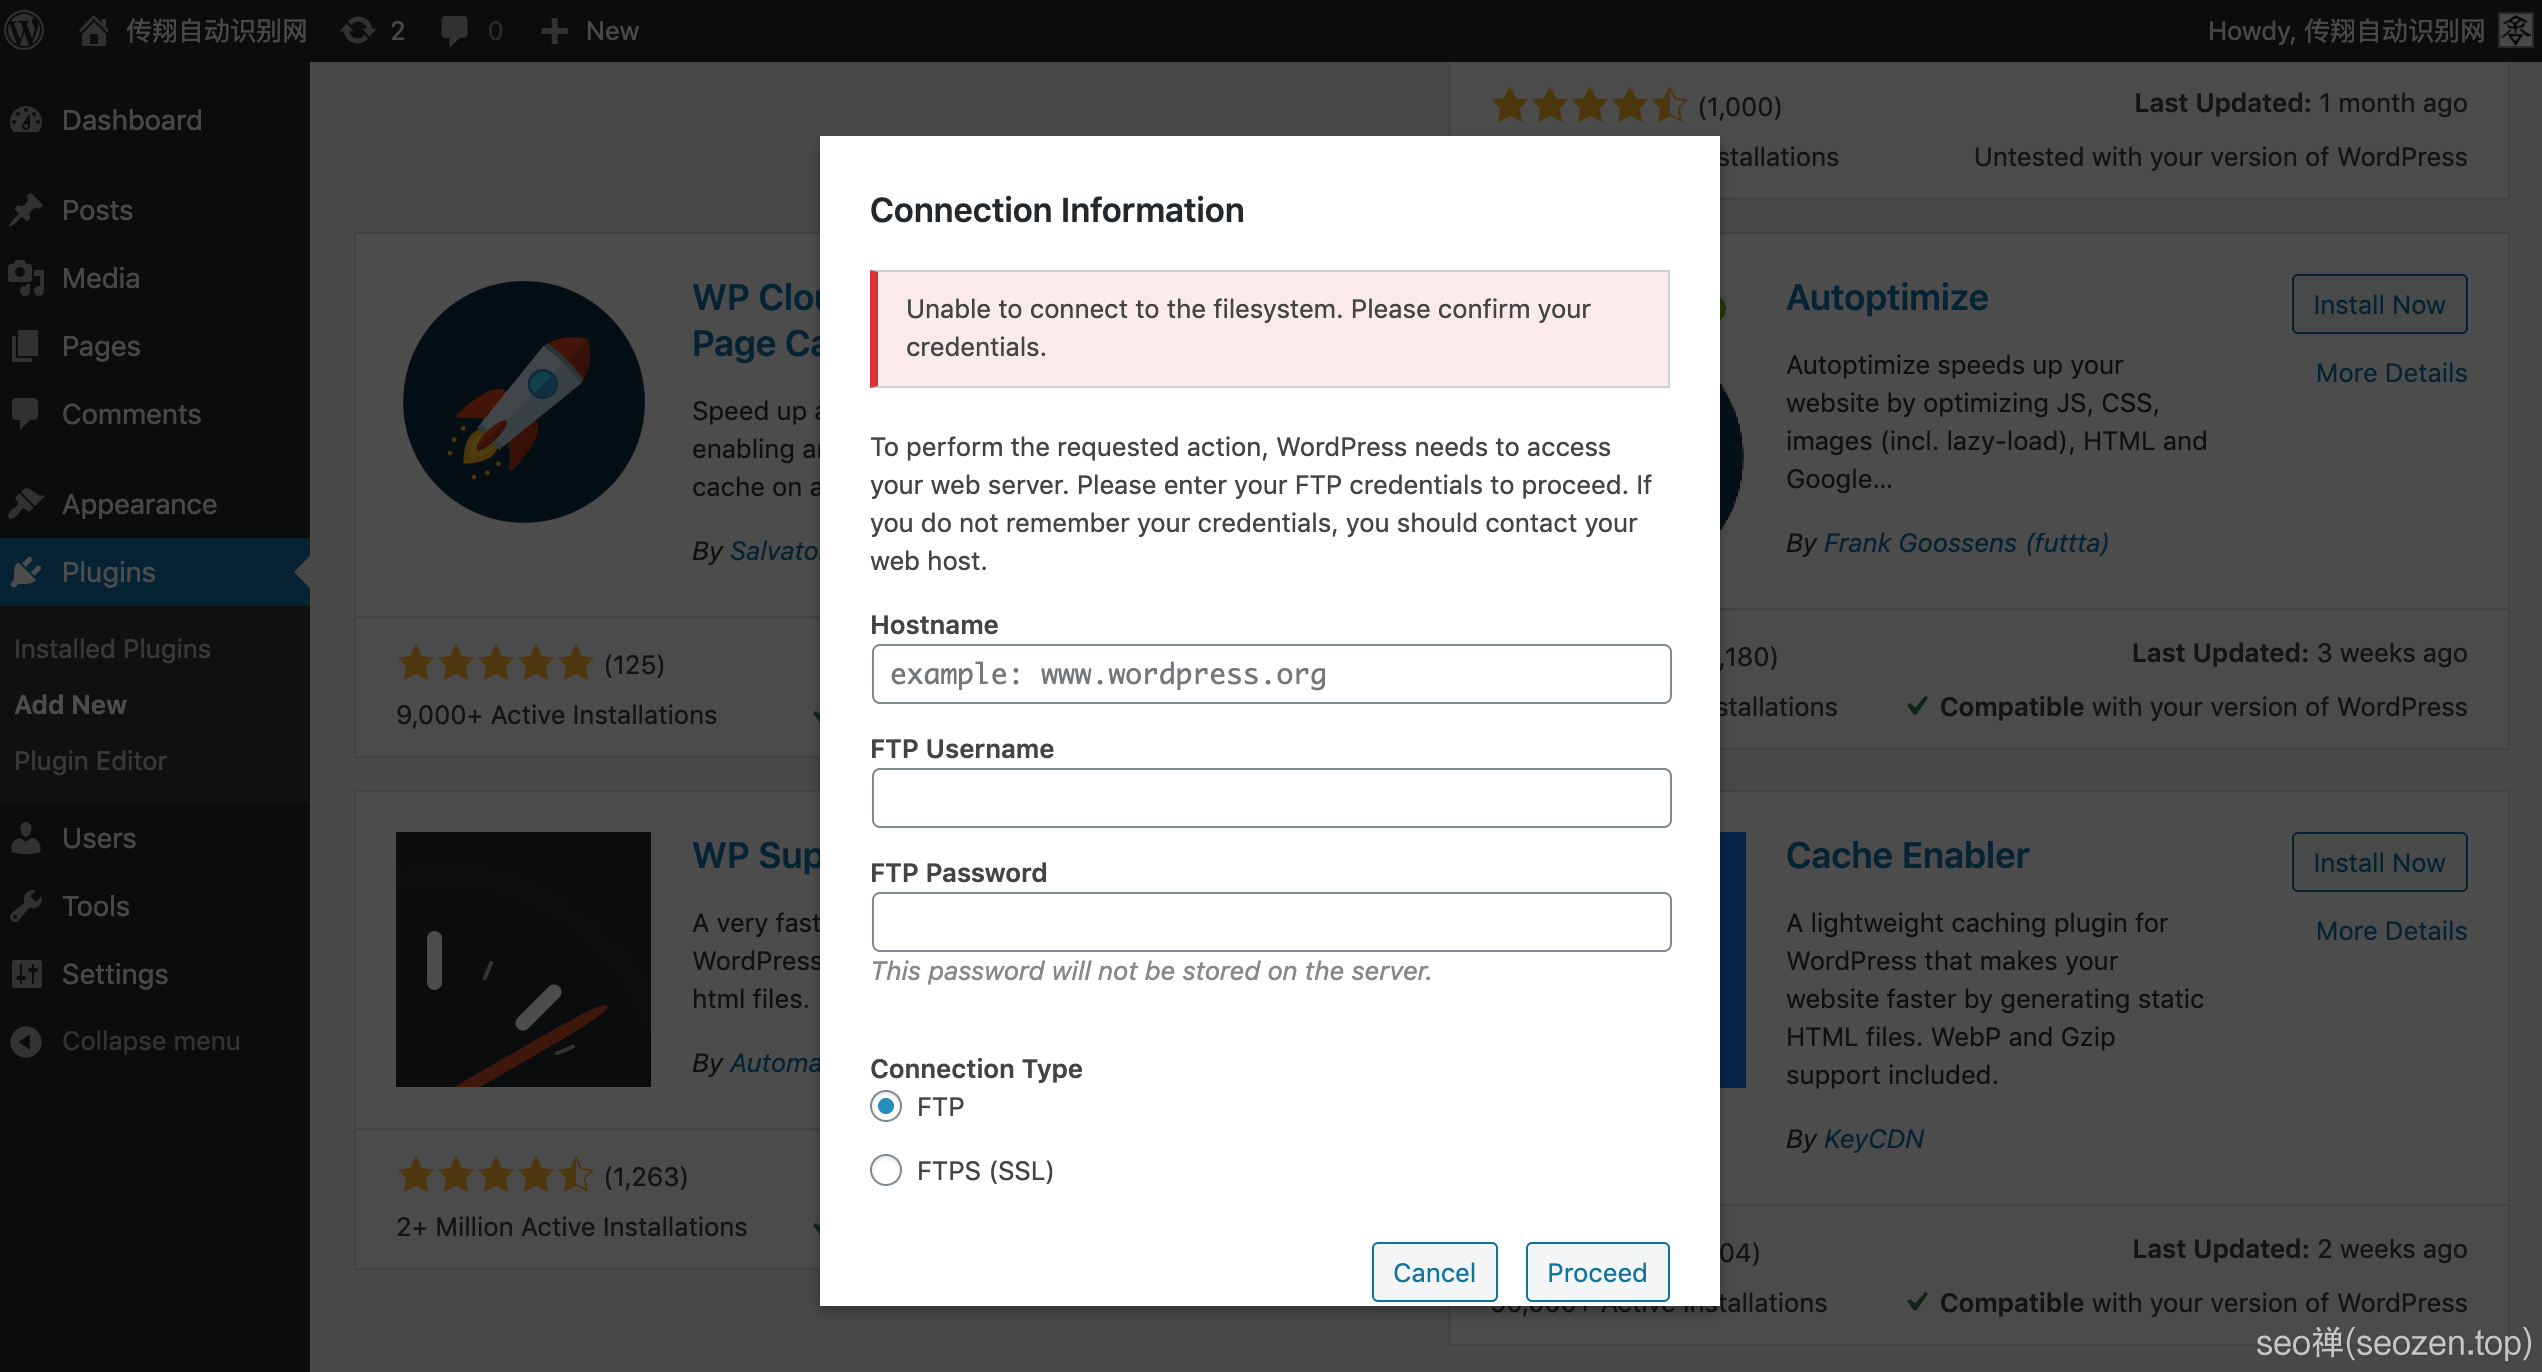 传翔自动识别网
2
0
New
Howdy, 传翔自动识别网
Dashboard
Posts
Media
Pages
Comments
Appearance
Plugins
Installed Plugins
Add New
Plugin Editor
Users
Tools
Settings
Collapse menu
(1,000)
Last Updated: 1 month ago
Untested with your version of WordPress
WP
Page
Speed up
enabling
cache on
By
(125)
9,000+ Active Installations
Connection Information
Unable to connect to the filesystem. Please confirm your
credentials.
To perform the requested action, WordPress needs to access
your web server. Please enter your FTP credentials to proceed. If
you do not remember your credentials, you should contact your
web host.
Hostname
example: www.wordpress.org
FTP Username
FTP Password
This password will not be stored on the server.
Connection Type
FTP
FTPS (SSL)
Cancel
Proceed
Autoptimize
Install Now
More Details
Autoptimize speeds up your
website by optimizing JS, CSS,
images (incl. lazy-load), HTML and
Google...
By Frank Goossens (futtta)
Last Updated: 3 weeks ago
Compatible with your version of WordPress
WP
A very fast
WordPress
html files.
By
(1,263)
2+ Million Active Installations
Cache Enabler
Install Now
More Details
A lightweight caching plugin for
WordPress that makes your
website faster by generating static
HTML files. WebP and Gzip
support included.
By KeyCDN
Last Updated: 2 weeks ago
Compatible with your version of WordPress
seo禅(seozen.top)